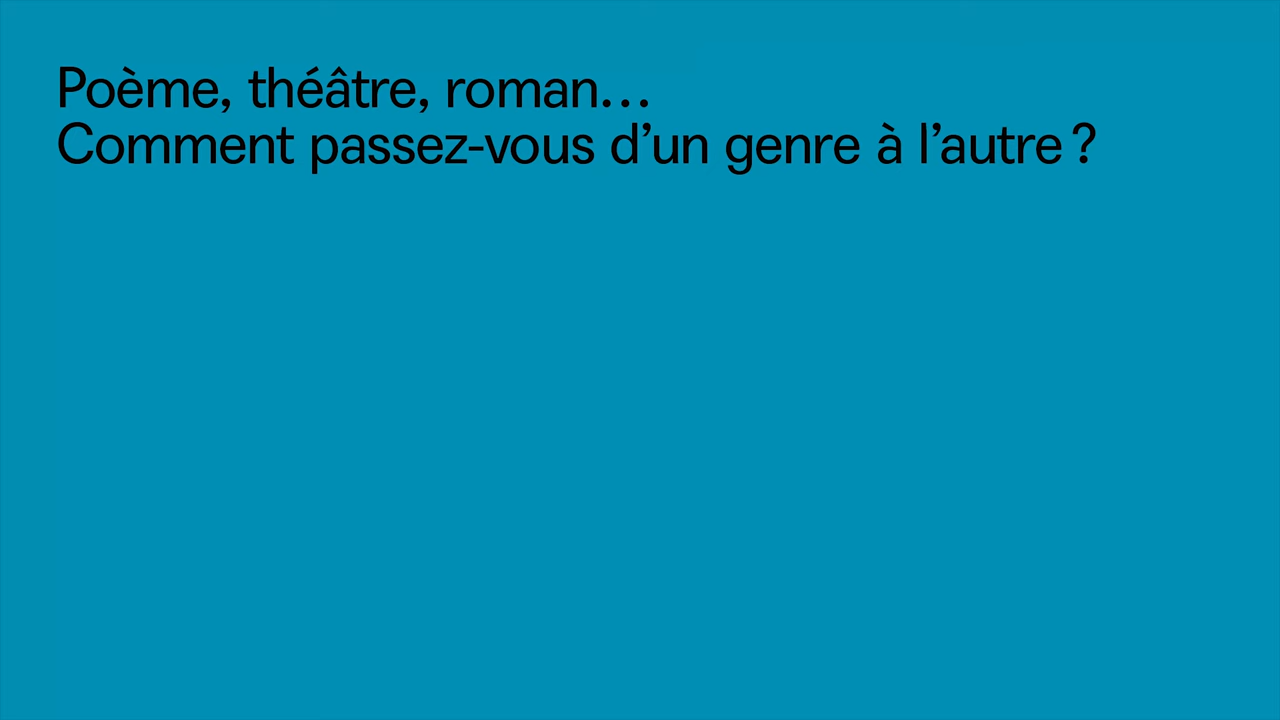 Poème, théâtre, roman…
Comment passez-vous d’un genre à l’autre ?